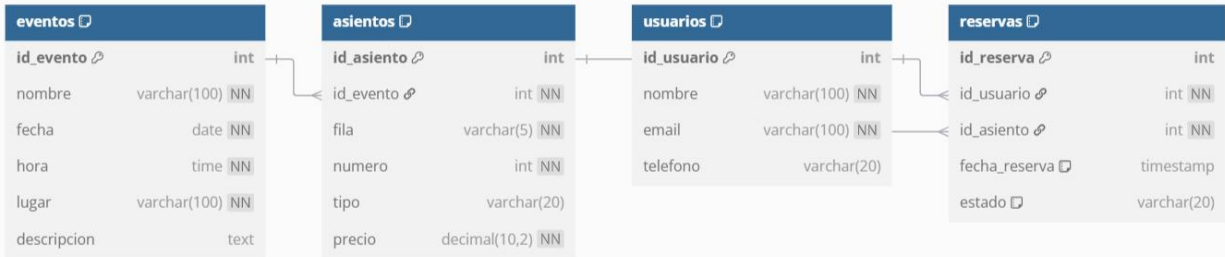 eventos
id_evento int
nombre varchar(100) NN
fecha date NN
hora time NN
lugar varchar(100) NN
descripcion text
asientos
id_asiento int
id_evento int NN
fila varchar(5) NN
numero int NN
tipo varchar(20)
precio decimal(10,2) NN
usuarios
id_usuario int
nombre varchar(100) NN
email varchar(100) NN
telefono varchar(20)
reservas
id_reserva int
id_usuario int NN
id_asiento int NN
fecha_reserva timestamp
estado varchar(20)